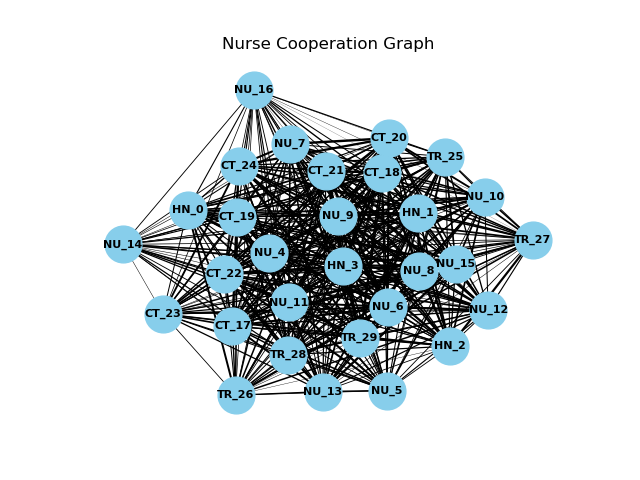 Nurse Cooperation Graph
NU_16
CT_20
NU_7
TR_25
CT_24
CT_21
CT_18
NU_10
HN_0
CT_19
NU_9
HN_1
TR_27
NU_14
NU_4
HN_3
NU_15
NU_8
CT_22
NU_11
NU_6
NU_12
CT_23
CT_17
TR_29
HN_2
TR_28
TR_26
NU_13
NU_5